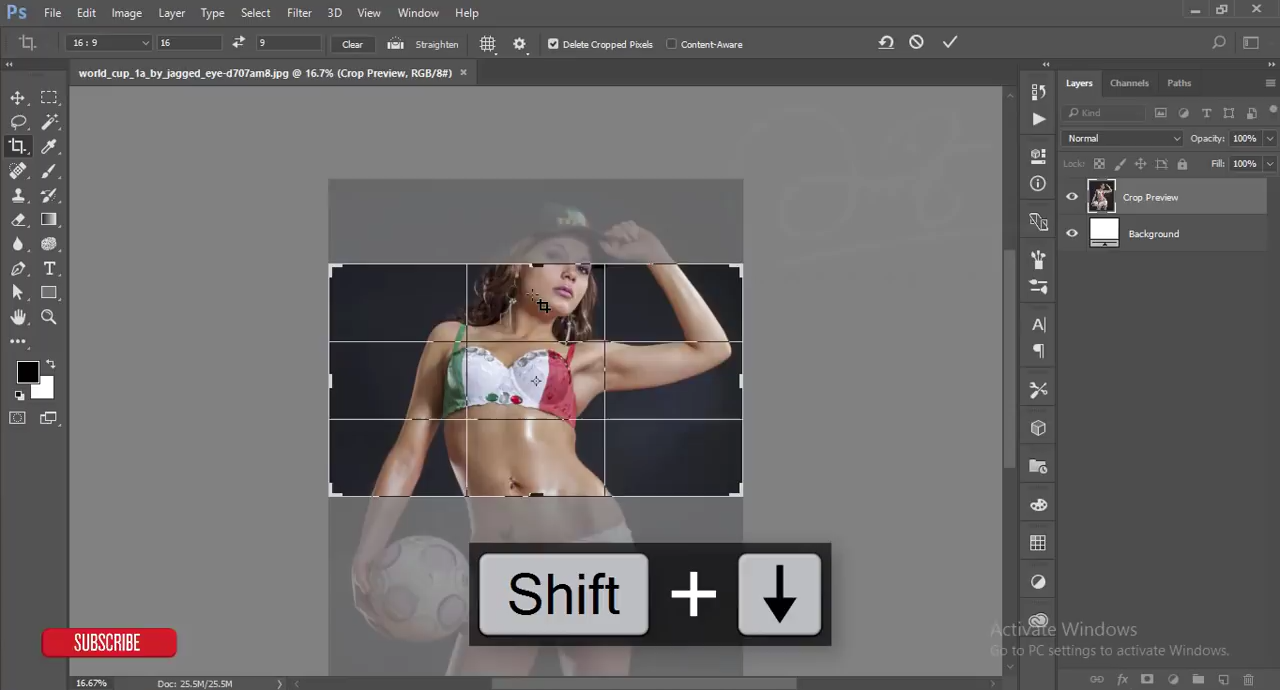 Ps File Edit Image Layer Type Select Filter 3D View Window Help
16 : 9 16 9 Clear Straighten Delete Cropped Pixels Content-Aware
world_cup_1a_by_jagged_eye-d707am8.jpg @ 16.7% (Crop Preview, RGB/8#) ×
Layers Channels Paths
Kind
Normal Opacity: 100%
Lock: Fill: 100%
Crop Preview
Background
Shift +
SUBSCRIBE
Activate Windows
Go to PC settings to activate Windows.
16.67% Doc: 25.5M/25.5M